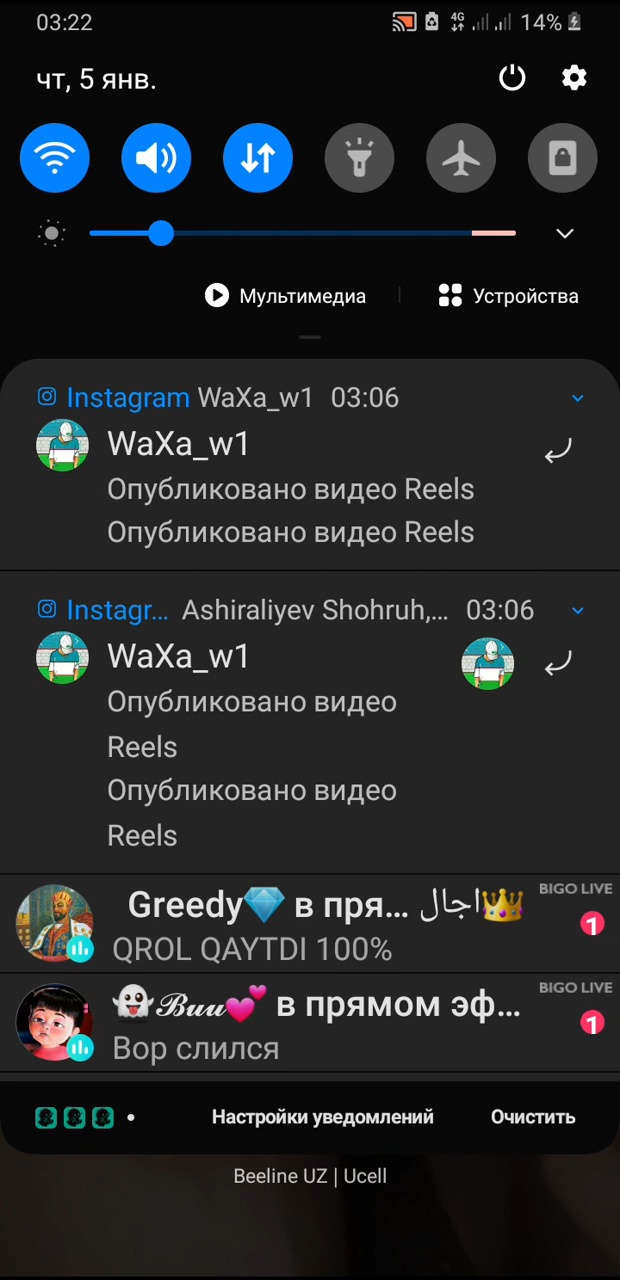 03:22
4G
14%
чт, 5 янв.
Мультимедиа
Устройства
Instagram WaXa_w1 03:06
WaXa_w1
Опубликовано видео Reels
Опубликовано видео Reels
Instagr... Ashiraliyev Shohruh,... 03:06
WaXa_w1
Опубликовано видео
Reels
Опубликовано видео
Reels
BIGO LIVE
Greedy💎 в пря... اجال👑
1
QROL QAYTDI 100%
BIGO LIVE
👻𝓑𝓾𝓾💕 в прямом эф...
1
Вор слился
Настройки уведомлений
Очистить
Beeline UZ | Ucell